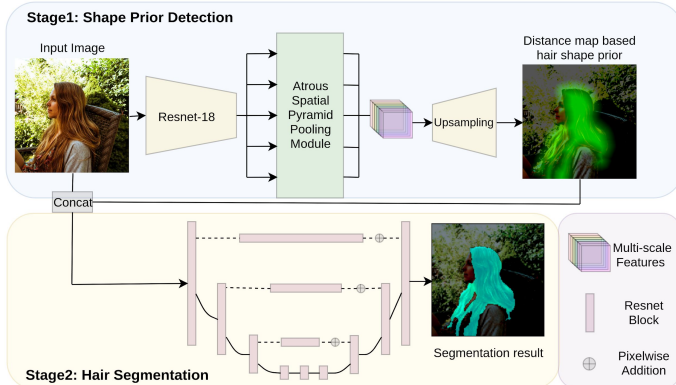 Stage1: Shape Prior Detection
Input Image
Distance map based
hair shape prior
Resnet-18
Atrous
Spatial
Pyramid
Pooling
Module
Upsampling
Concat
Multi-scale
Features
Resnet
Block
Pixelwise
Addition
Segmentation result
Stage2: Hair Segmentation